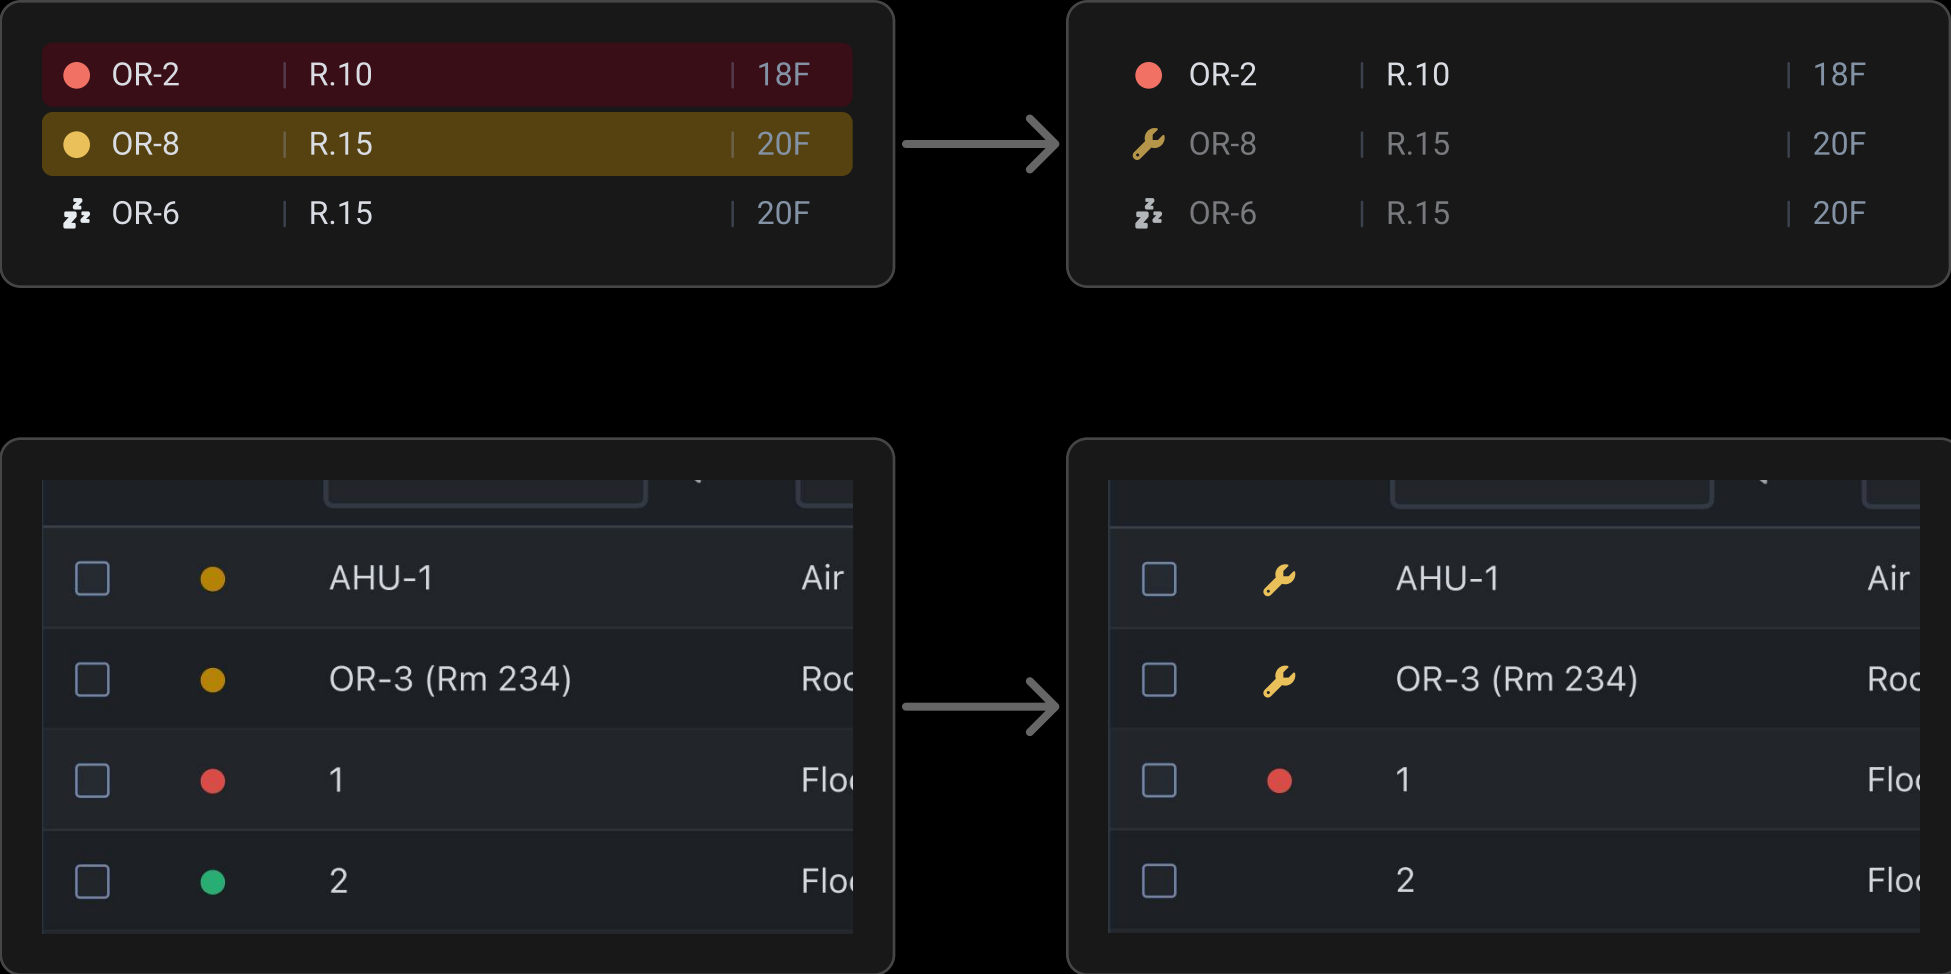 OR-2 | R.10 | 18F
OR-8 | R.15 | 20F
OR-6 | R.15 | 20F
OR-2 | R.10 | 18F
OR-8 | R.15 | 20F
OR-6 | R.15 | 20F
AHU-1 Air
OR-3 (Rm 234)
1
2
AHU-1 Air
OR-3 (Rm 234)
1
2